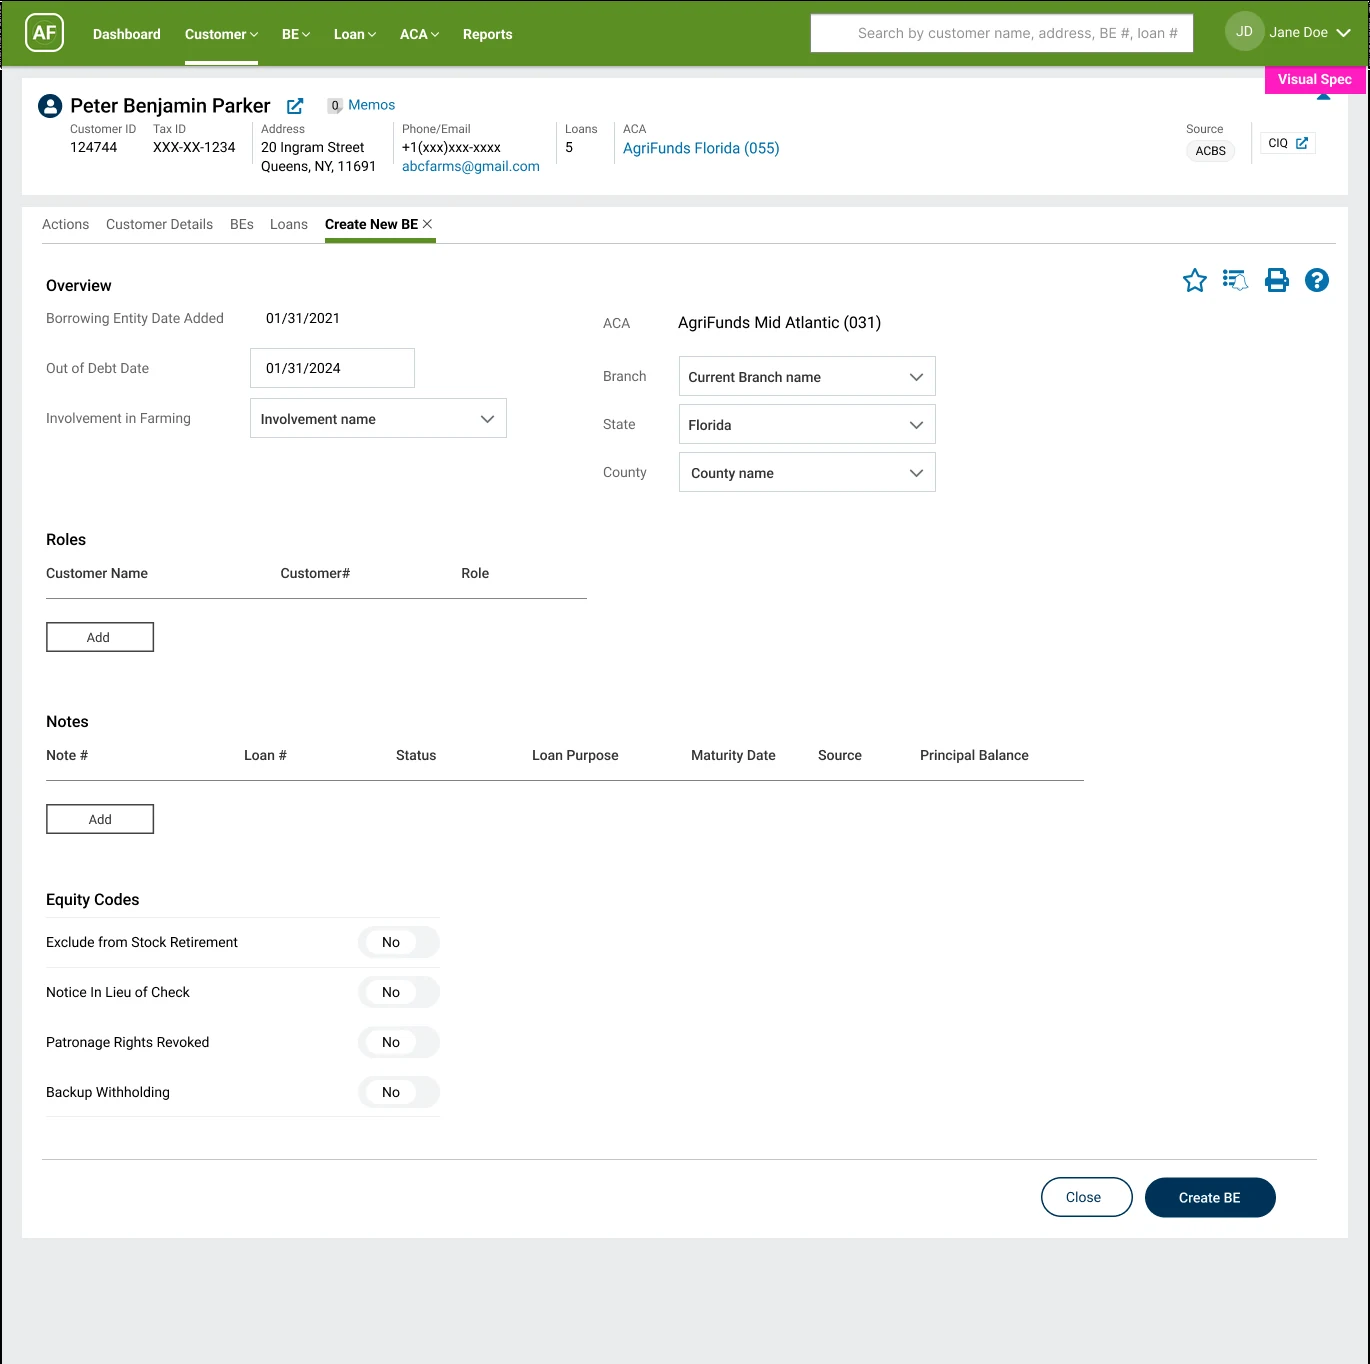 AF Dashboard Customer BE Loan ACA Reports Search by customer name, address, BE #, loan # JD Jane Doe
Visual Spec
Peter Benjamin Parker 0 Memos
Customer ID Tax ID Address Phone/Email Loans ACA Source
124744 XXX-XX-1234 20 Ingram Street +1(xxx)xxx-xxxx 5 AgriFunds Florida (055) ACBS CIQ
Queens, NY, 11691 abcfarms@gmail.com
Actions Customer Details BEs Loans Create New BE
Overview
Borrowing Entity Date Added 01/31/2021 ACA AgriFunds Mid Atlantic (031)
Out of Debt Date 01/31/2024 Branch Current Branch name
Involvement in Farming Involvement name State Florida
County County name
Roles
Customer Name Customer# Role
Add
Notes
Note # Loan # Status Loan Purpose Maturity Date Source Principal Balance
Add
Equity Codes
Exclude from Stock Retirement No
Notice In Lieu of Check No
Patronage Rights Revoked No
Backup Withholding No
Close Create BE